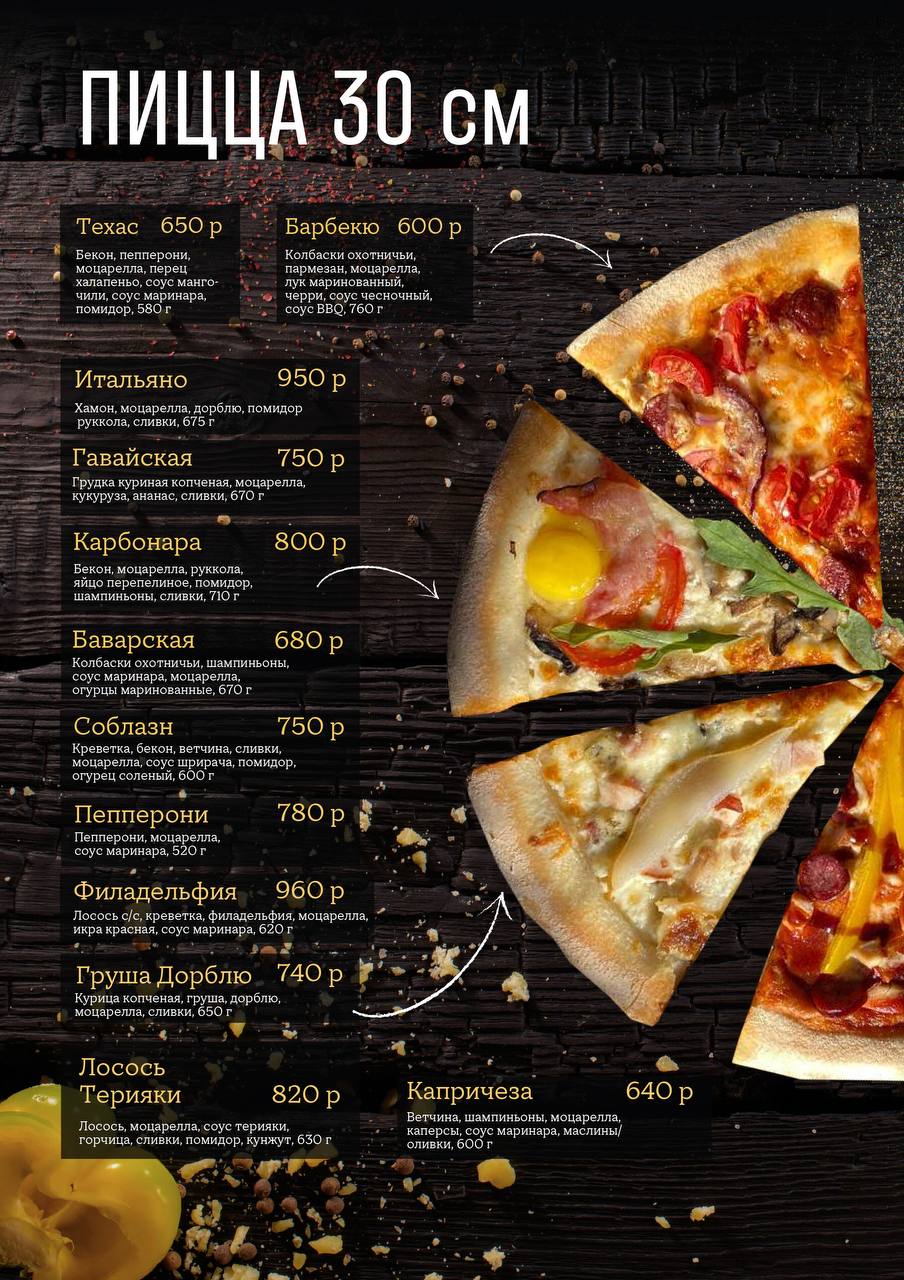 ПИЦЦА 30 см
Техас 650 р
Бекон, пепперони,
моцарелла, перец
халапеньо, соус манго-
чили, соус маринара,
помидор, 580 г
Барбекю 600 р
Колбаски охотничьи,
пармезан, моцарелла,
лук маринованный,
черри, соус чесночный,
соус BBQ, 760 г
Итальяно 950 р
Хамон, моцарелла, дорблю, помидор
руккола, сливки, 675 г
Гавайская 750 р
Грудка куриная копченая, моцарелла,
кукуруза, ананас, сливки, 670 г
Карбонара 800 р
Бекон, моцарелла, руккола,
яйцо перепелиное, помидор,
шампиньоны, сливки, 710 г
Баварская 680 р
Колбаски охотничьи, шампиньоны,
соус маринара, моцарелла,
огурцы маринованные, 670 г
Соблазн 750 р
Креветка, бекон, ветчина, сливки,
моцарелла, соус шрирача, помидор,
огурец соленый, 600 г
Пепперони 780 р
Пепперони, моцарелла,
соус маринара, 520 г
Филадельфия 960 р
Лосось с/с, креветка, филадельфия, моцарелла,
икра красная, соус маринара, 620 г
Груша Дорблю 740 р
Курица копченая, груша, дорблю,
моцарелла, сливки, 650 г
Лосось
Терияки 820 р
Лосось, моцарелла, соус терияки,
горчица, сливки, помидор, кунжут, 630 г
Капричеза 640 р
Ветчина, шампиньоны, моцарелла,
каперсы, соус маринара, маслины/
оливки, 600 г